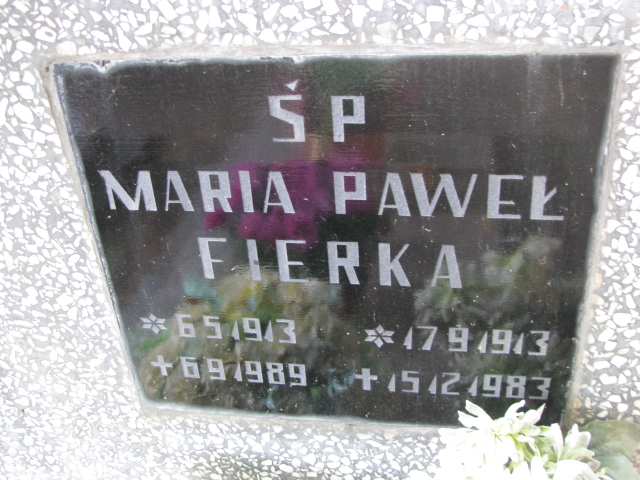 ŚP
MARIA PAWEŁ
FIERKA
* 6 5 1913 * 17 9 1913
+ 6 9 1989 + 15 12 1983